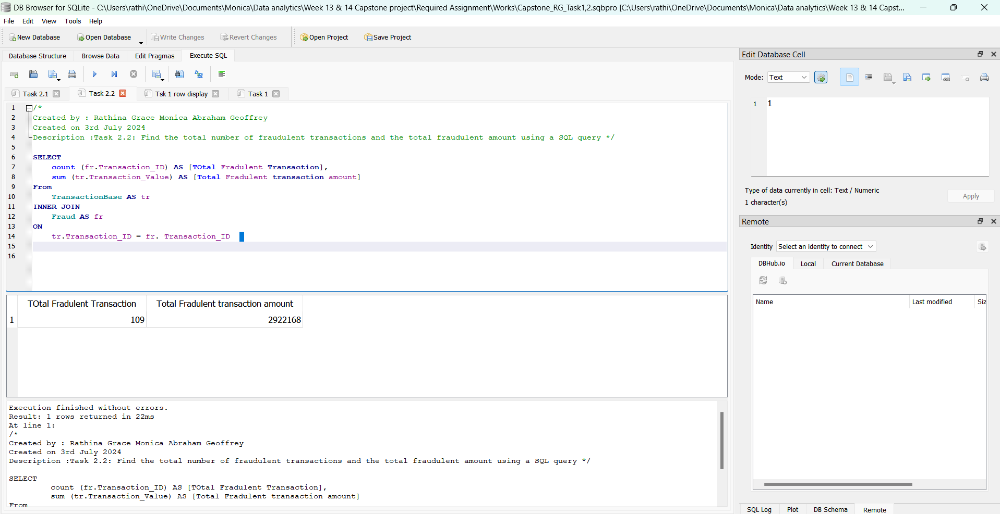 DB Browser for SQLite - C:\Users\rathi\OneDrive\Documents\Monica\Data analytics\Week 13 & 14 Capstone project\Required Assignment\Works\Capstone_RG_Task1,2.sqbpro [C:\Users\rathi\OneDrive\Documents\Monica\Data analytics\Week 13 & 14 Capst...
File Edit View Tools Help
New Database Open Database Write Changes Revert Changes Open Project Save Project
Database Structure Browse Data Edit Pragmas Execute SQL
Task 2.1 Task 2.2 Tsk 1 row display Task 1
1 /*
2 Created by : Rathina Grace Monica Abraham Geoffrey
3 Created on 3rd July 2024
4 Description :Task 2.2: Find the total number of fraudulent transactions and the total fraudulent amount using a SQL query */
5
6 SELECT
7 count (fr.Transaction_ID) AS [TOtal Fradulent Transaction],
8 sum (tr.Transaction_Value) AS [Total Fradulent transaction amount]
9 From
10 TransactionBase AS tr
11 INNER JOIN
12 Fraud AS fr
13 ON
14 tr.Transaction_ID = fr. Transaction_ID
15
16
TOtal Fradulent Transaction Total Fradulent transaction amount
1 109 2922168
Execution finished without errors.
Result: 1 rows returned in 22ms
At line 1:
/*
Created by : Rathina Grace Monica Abraham Geoffrey
Created on 3rd July 2024
Description :Task 2.2: Find the total number of fraudulent transactions and the total fraudulent amount using a SQL query */
SELECT
count (fr.Transaction_ID) AS [TOtal Fradulent Transaction],
sum (tr.Transaction_Value) AS [Total Fradulent transaction amount]
From
Edit Database Cell
Mode: Text
1 1
Type of data currently in cell: Text / Numeric
1 character(s)
Apply
Remote
Identity Select an identity to connect
DBHub.io Local Current Database
Name Last modified Siz
SQL Log Plot DB Schema Remote